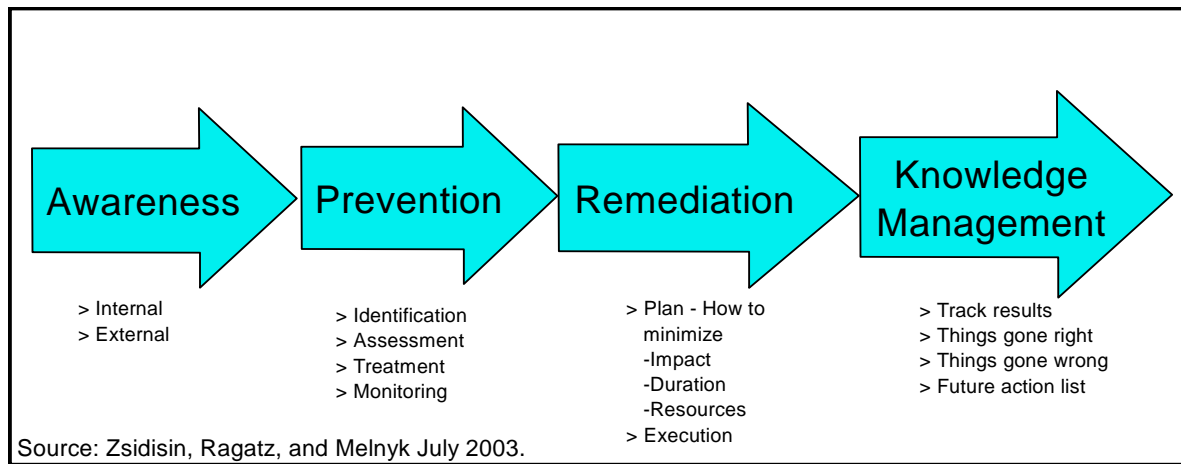 Awareness
> Internal
> External
Prevention
> Identification
> Assessment
> Treatment
> Monitoring
Remediation
> Plan - How to
minimize
-Impact
-Duration
-Resources
> Execution
Knowledge
Management
> Track results
> Things gone right
> Things gone wrong
> Future action list
Source: Zsidisin, Ragatz, and Melnyk July 2003.